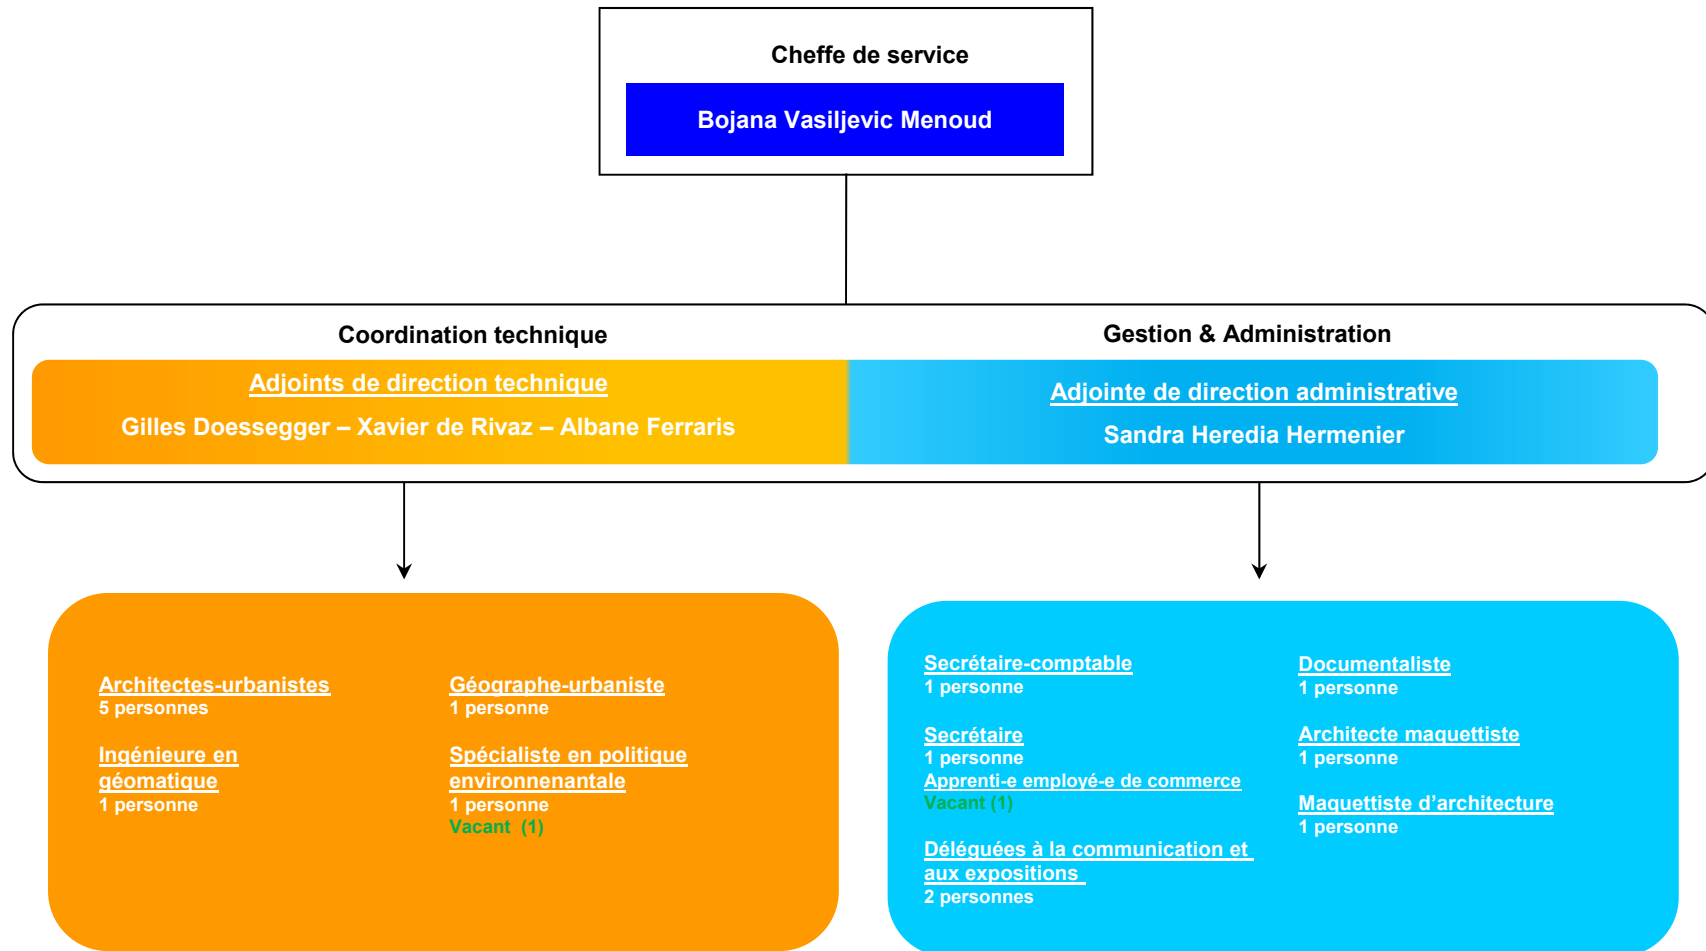 Cheffe de service
Bojana Vasiljevic Menoud
Coordination technique
Adjoints de direction technique
Gilles Doessegger – Xavier de Rivaz – Albane Ferraris
Gestion & Administration
Adjointe de direction administrative
Sandra Heredia Hermenier
Architectes-urbanistes
5 personnes
Ingénieure en
géomatique
1 personne
Géographe-urbaniste
1 personne
Spécialiste en politique
environnenantale
1 personne
Vacant (1)
Secrétaire-comptable
1 personne
Secrétaire
1 personne
Apprenti-e employé-e de commerce
Vacant (1)
Déléguées à la communication et
aux expositions
2 personnes
Documentaliste
1 personne
Architecte maquettiste
1 personne
Maquettiste d’architecture
1 personne